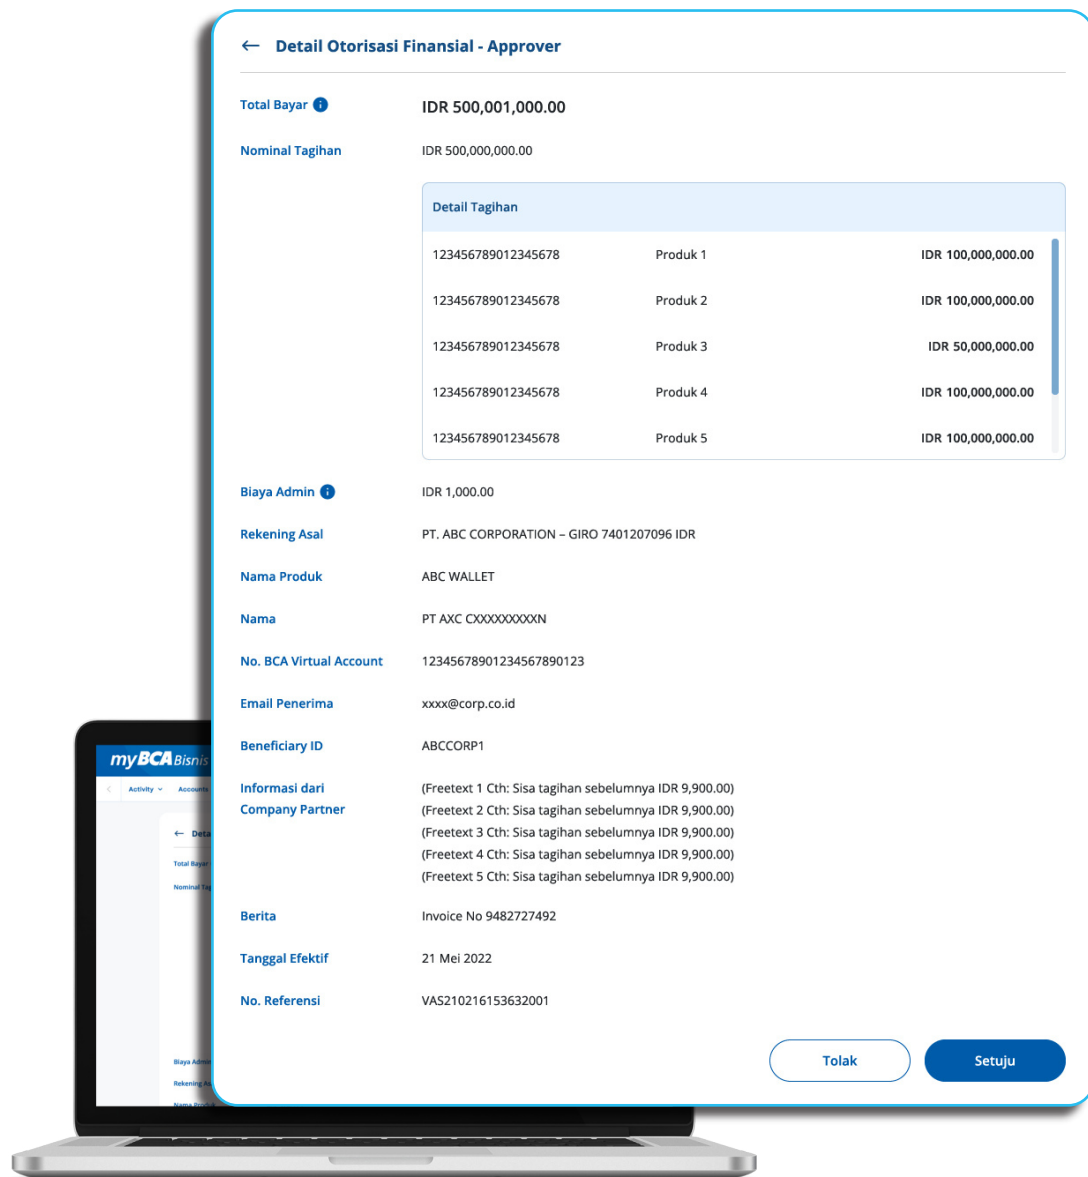 ← Detail Otorisasi Finansial - Approver
Total Bayar IDR 500,001,000.00
Nominal Tagihan IDR 500,000,000.00
Detail Tagihan
123456789012345678 Produk 1 IDR 100,000,000.00
123456789012345678 Produk 2 IDR 100,000,000.00
123456789012345678 Produk 3 IDR 50,000,000.00
123456789012345678 Produk 4 IDR 100,000,000.00
123456789012345678 Produk 5 IDR 100,000,000.00
Biaya Admin IDR 1,000.00
Rekening Asal PT. ABC CORPORATION – GIRO 7401207096 IDR
Nama Produk ABC WALLET
Nama PT AXC CXXXXXXXXXN
No. BCA Virtual Account 12345678901234567890123
Email Penerima xxxx@corp.co.id
Beneficiary ID ABCCORP1
Informasi dari Company Partner
(Freetext 1 Cth: Sisa tagihan sebelumnya IDR 9,900.00)
(Freetext 2 Cth: Sisa tagihan sebelumnya IDR 9,900.00)
(Freetext 3 Cth: Sisa tagihan sebelumnya IDR 9,900.00)
(Freetext 4 Cth: Sisa tagihan sebelumnya IDR 9,900.00)
(Freetext 5 Cth: Sisa tagihan sebelumnya IDR 9,900.00)
Berita Invoice No 9482727492
Tanggal Efektif 21 Mei 2022
No. Referensi VAS210216153632001
Tolak Setuju
myBCA Bisnis
Activity Accounts
← Deta
Total Bayar
Nominal Tag
Biaya Admin
Rekening As
Nama Produk